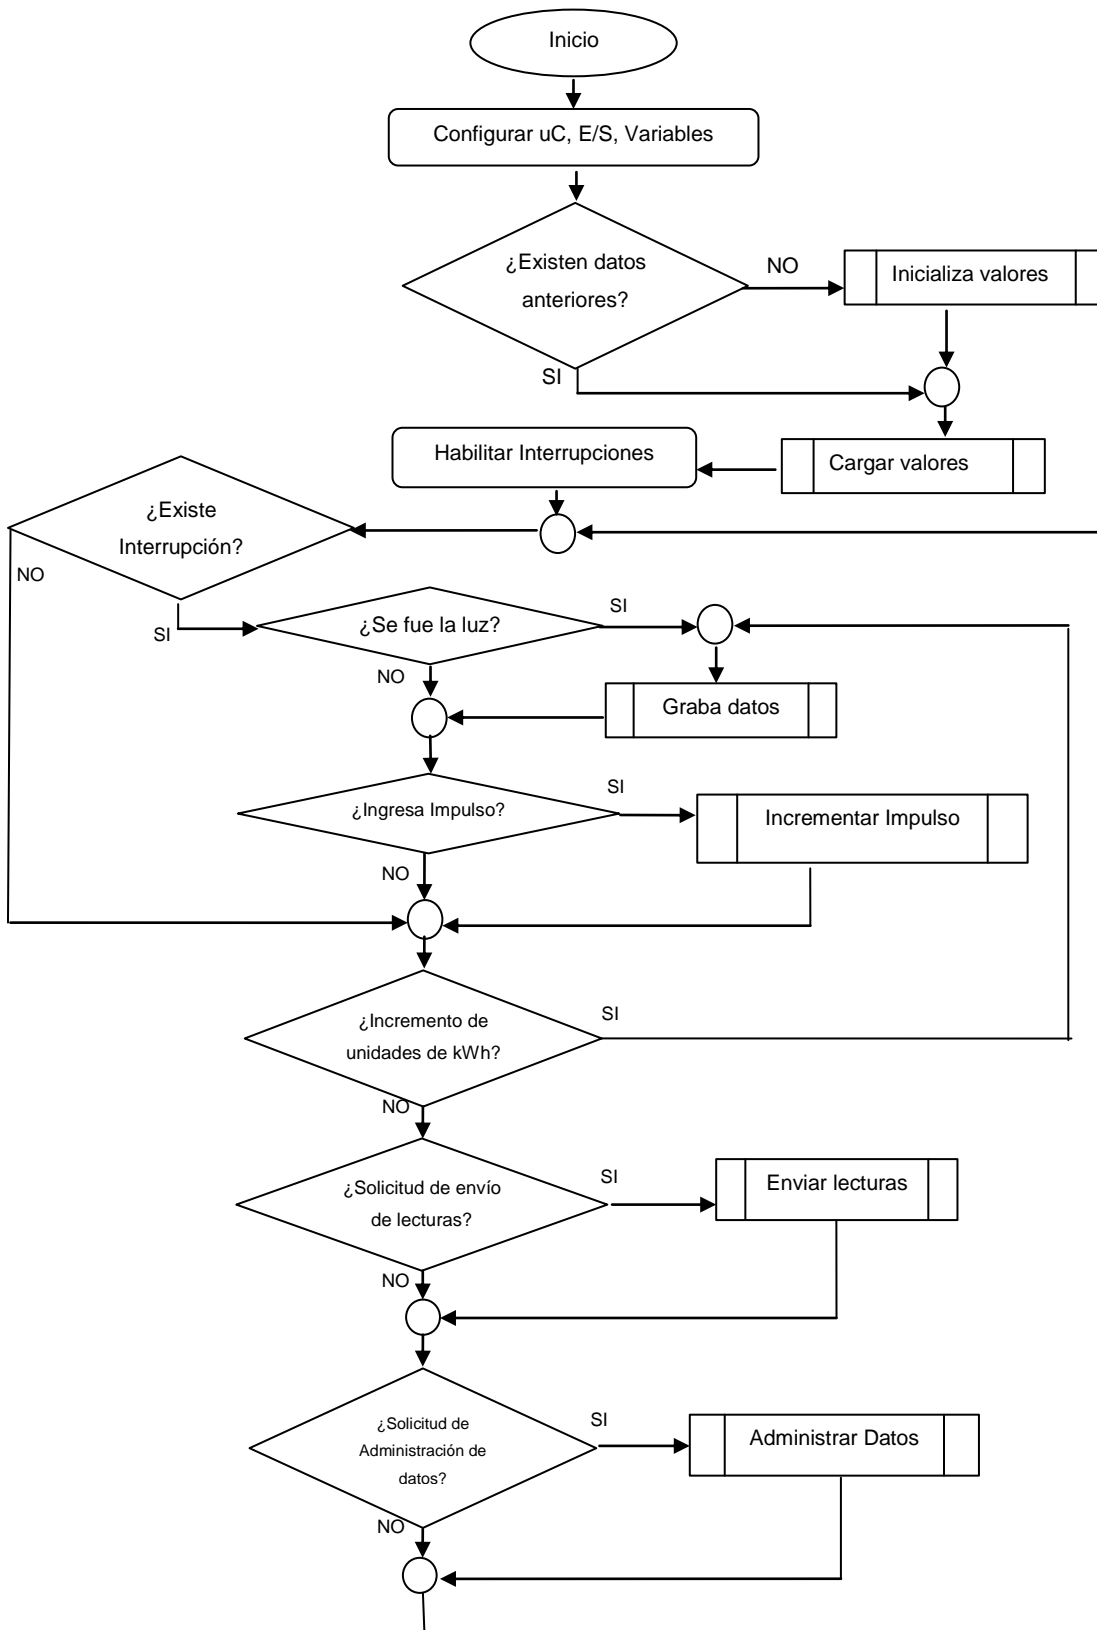 Inicio
Configurar uC, E/S, Variables
¿Existen datos
anteriores?
NO
Inicializa valores
SI
Habilitar Interrupciones
Cargar valores
¿Existe
Interrupción?
NO
SI
¿Se fue la luz?
SI
NO
Graba datos
¿Ingresa Impulso?
SI
Incrementar Impulso
NO
¿Incremento de
unidades de kWh?
SI
NO
¿Solicitud de envío
de lecturas?
SI
Enviar lecturas
NO
¿Solicitud de
Administración de
datos?
SI
Administrar Datos
NO